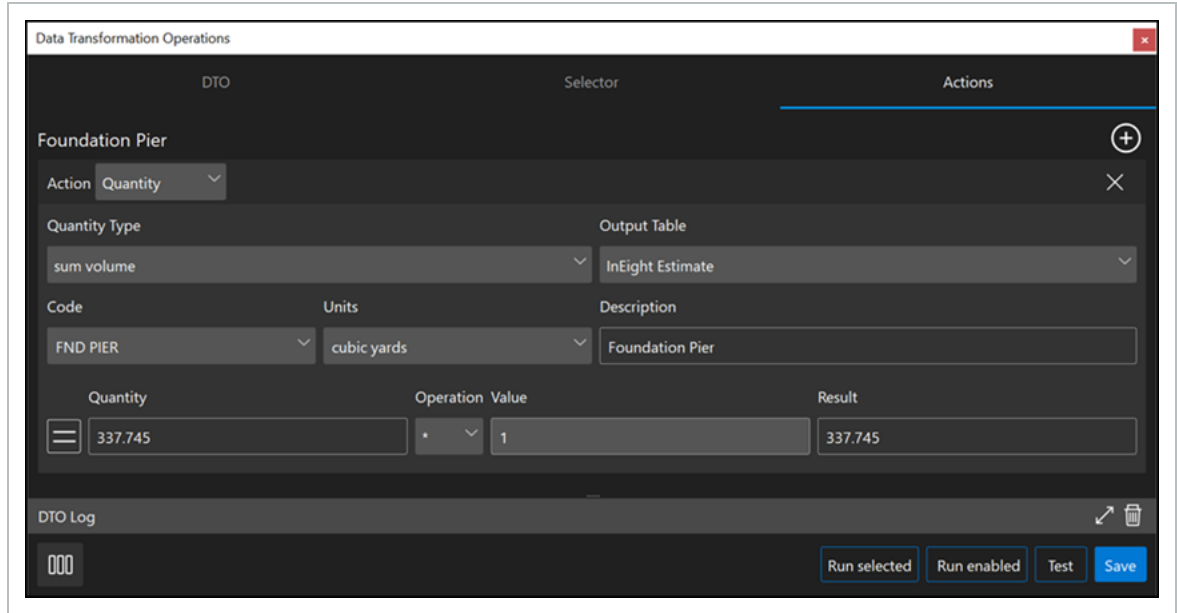 Data Transformation Operations
DTO Selector Actions
Foundation Pier
Action Quantity
Quantity Type Output Table
sum volume InEight Estimate
Code Units Description
FND PIER cubic yards Foundation Pier
Quantity Operation Value Result
337.745 * 1 337.745
DTO Log
Run selected Run enabled Test Save